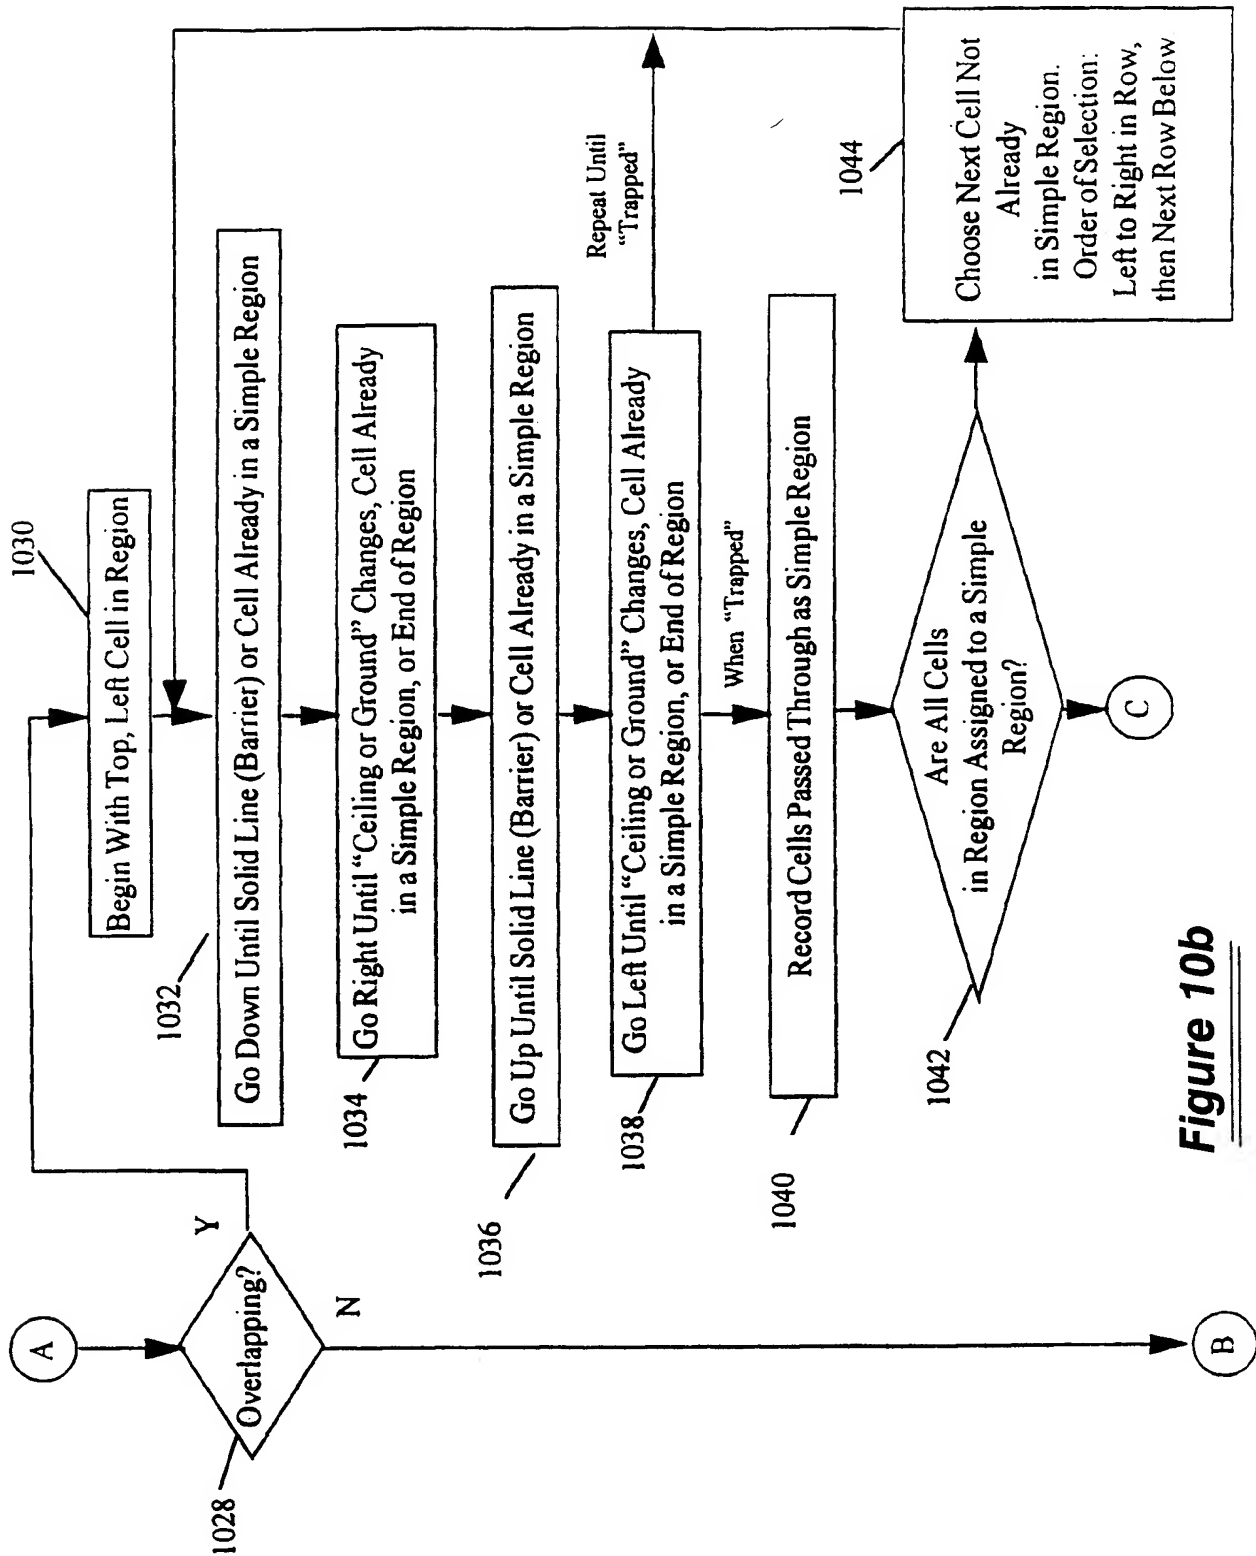 A
1028
Overlapping?
Y
N
B
1030
Begin With Top, Left Cell in Region
1032
Go Down Until Solid Line (Barrier) or Cell Already in a Simple Region
1034
Go Right Until “Ceiling or Ground” Changes, Cell Already
in a Simple Region, or End of Region
1036
Go Up Until Solid Line (Barrier) or Cell Already in a Simple Region
1038
Go Left Until “Ceiling or Ground” Changes, Cell Already
in a Simple Region, or End of Region
Repeat Until
“Trapped”
When “Trapped”
1040
Record Cells Passed Through as Simple Region
1042
Are All Cells
in Region Assigned to a Simple
Region?
1044
Choose Next Cell Not
Already
in Simple Region.
Order of Selection:
Left to Right in Row,
then Next Row Below
C
Figure 10b